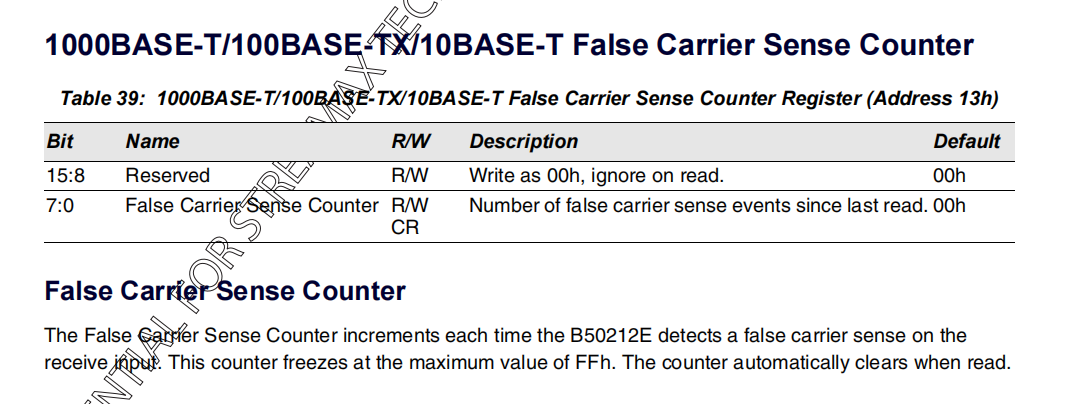 1000BASE-T/100BASE-TX/10BASE-T False Carrier Sense Counter
Table 39: 1000BASE-T/100BASE-TX/10BASE-T False Carrier Sense Counter Register (Address 13h)
Bit Name R/W Description Default
15:8 Reserved R/W Write as 00h, ignore on read. 00h
7:0 False Carrier Sense Counter R/W Number of false carrier sense events since last read. 00h
CR
False Carrier Sense Counter
The False Carrier Sense Counter increments each time the B50212E detects a false carrier sense on the
receive input. This counter freezes at the maximum value of FFh. The counter automatically clears when read.
FOR STREAMAX